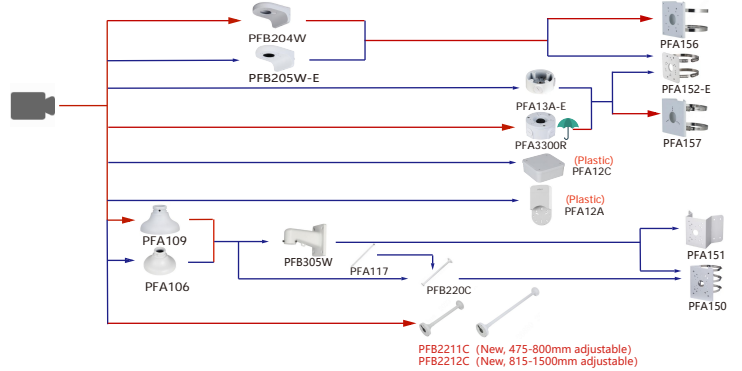 PFB204W
PFA156
PFB205W-E
PFA152-E
PFA13A-E
PFA157
PFA3300R
(Plastic)
PFA12C
(Plastic)
PFA12A
PFA109
PFB305W
PFA151
PFA117
PFA106
PFB220C
PFA150
PFB2211C (New, 475-800mm adjustable)
PFB2212C (New, 815-1500mm adjustable)